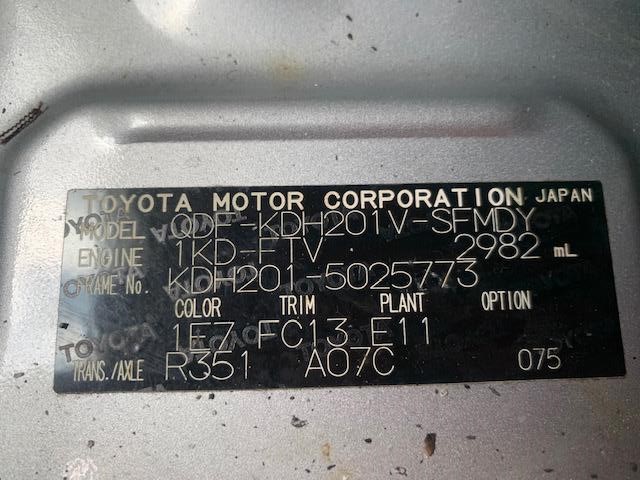 TOYOTA MOTOR CORPORATION JAPAN
MODEL QDF-KDH201V-SFMDY
ENGINE 1KD-FTV 2982 mL
FRAME No. KDH201-5025773
COLOR TRIM PLANT OPTION
1E7 FC13 E11
TRANS./AXLE R351 A07C 075